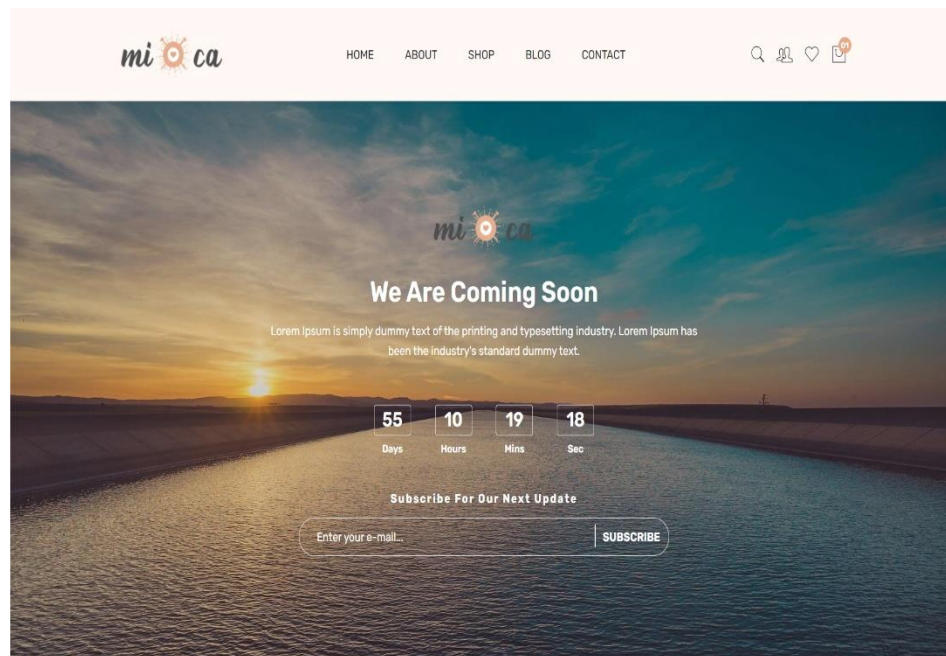 mi ca
HOME ABOUT SHOP BLOG CONTACT
01
mi ca
We Are Coming Soon
Lorem Ipsum is simply dummy text of the printing and typesetting industry. Lorem Ipsum has
been the industry's standard dummy text.
55 10 19 18
Days Hours Mins Sec
Subscribe For Our Next Update
Enter your e-mail... SUBSCRIBE